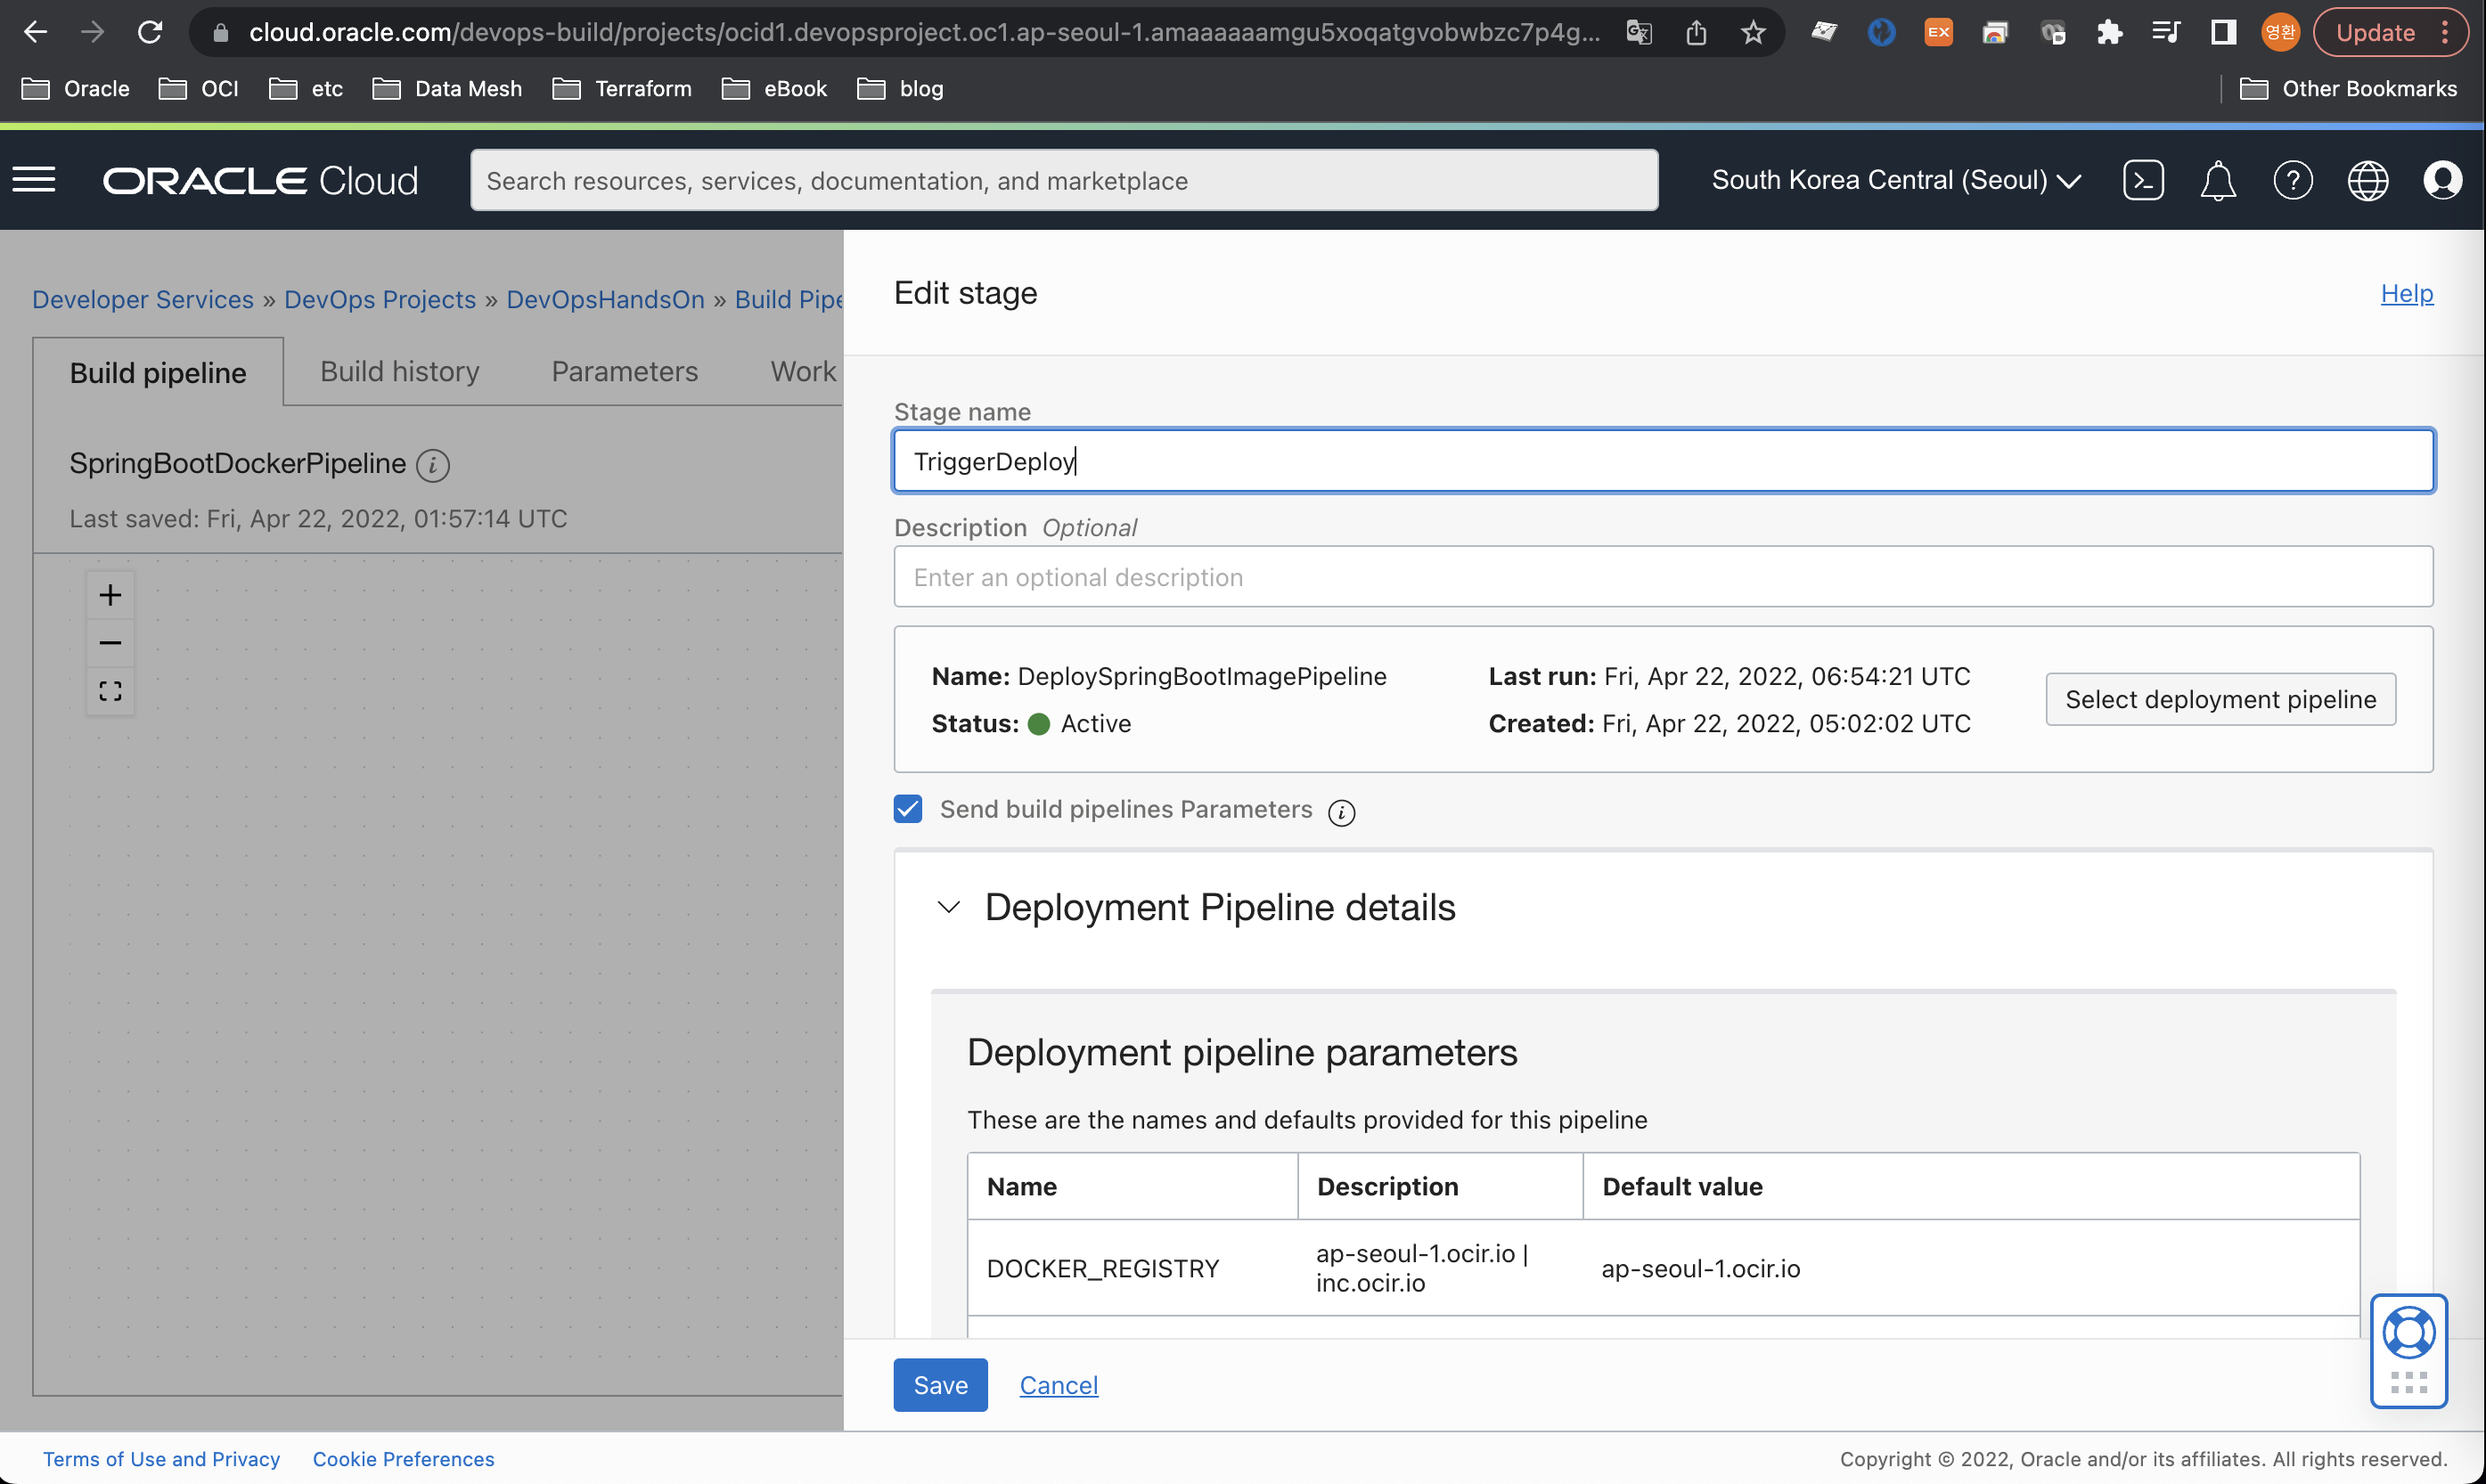 cloud.oracle.com/devops-build/projects/ocid1.devopsproject.oc1.ap-seoul-1.amaaaaaamgu5xoqatgvobwbzc7p4g...
EX
영환
Update
Oracle
OCI
etc
Data Mesh
Terraform
eBook
blog
Other Bookmarks
ORACLE Cloud
Search resources, services, documentation, and marketplace
South Korea Central (Seoul)
Developer Services » DevOps Projects » DevOpsHandsOn » Build Pipe
Build pipeline
Build history
Parameters
Work
SpringBootDockerPipeline
Last saved: Fri, Apr 22, 2022, 01:57:14 UTC
Edit stage
Help
Stage name
TriggerDeploy
Description Optional
Enter an optional description
Name: DeploySpringBootImagePipeline
Last run: Fri, Apr 22, 2022, 06:54:21 UTC
Status: Active
Created: Fri, Apr 22, 2022, 05:02:02 UTC
Select deployment pipeline
Send build pipelines Parameters
Deployment Pipeline details
Deployment pipeline parameters
These are the names and defaults provided for this pipeline
Name Description Default value
DOCKER_REGISTRY
ap-seoul-1.ocir.io |
inc.ocir.io
ap-seoul-1.ocir.io
Save
Cancel
Terms of Use and Privacy
Cookie Preferences
Copyright © 2022, Oracle and/or its affiliates. All rights reserved.